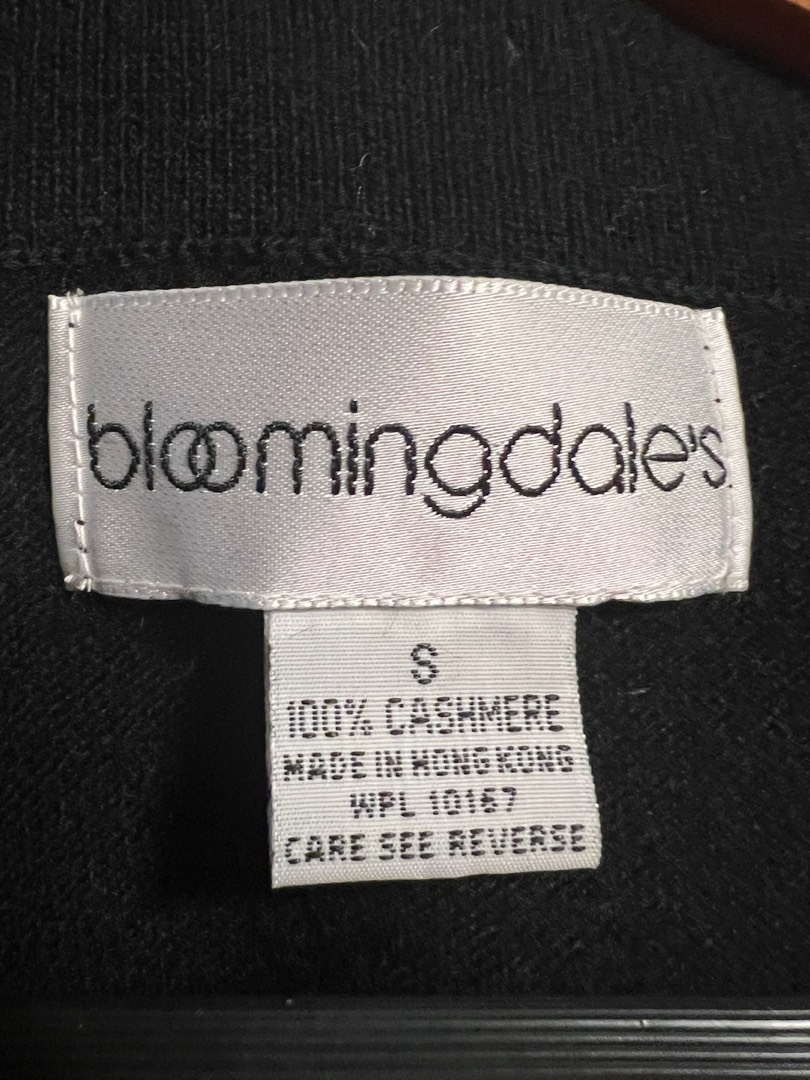 bloomingdale's
S
100% CASHMERE
MADE IN HONG KONG
WPL 10167
CARE SEE REVERSE